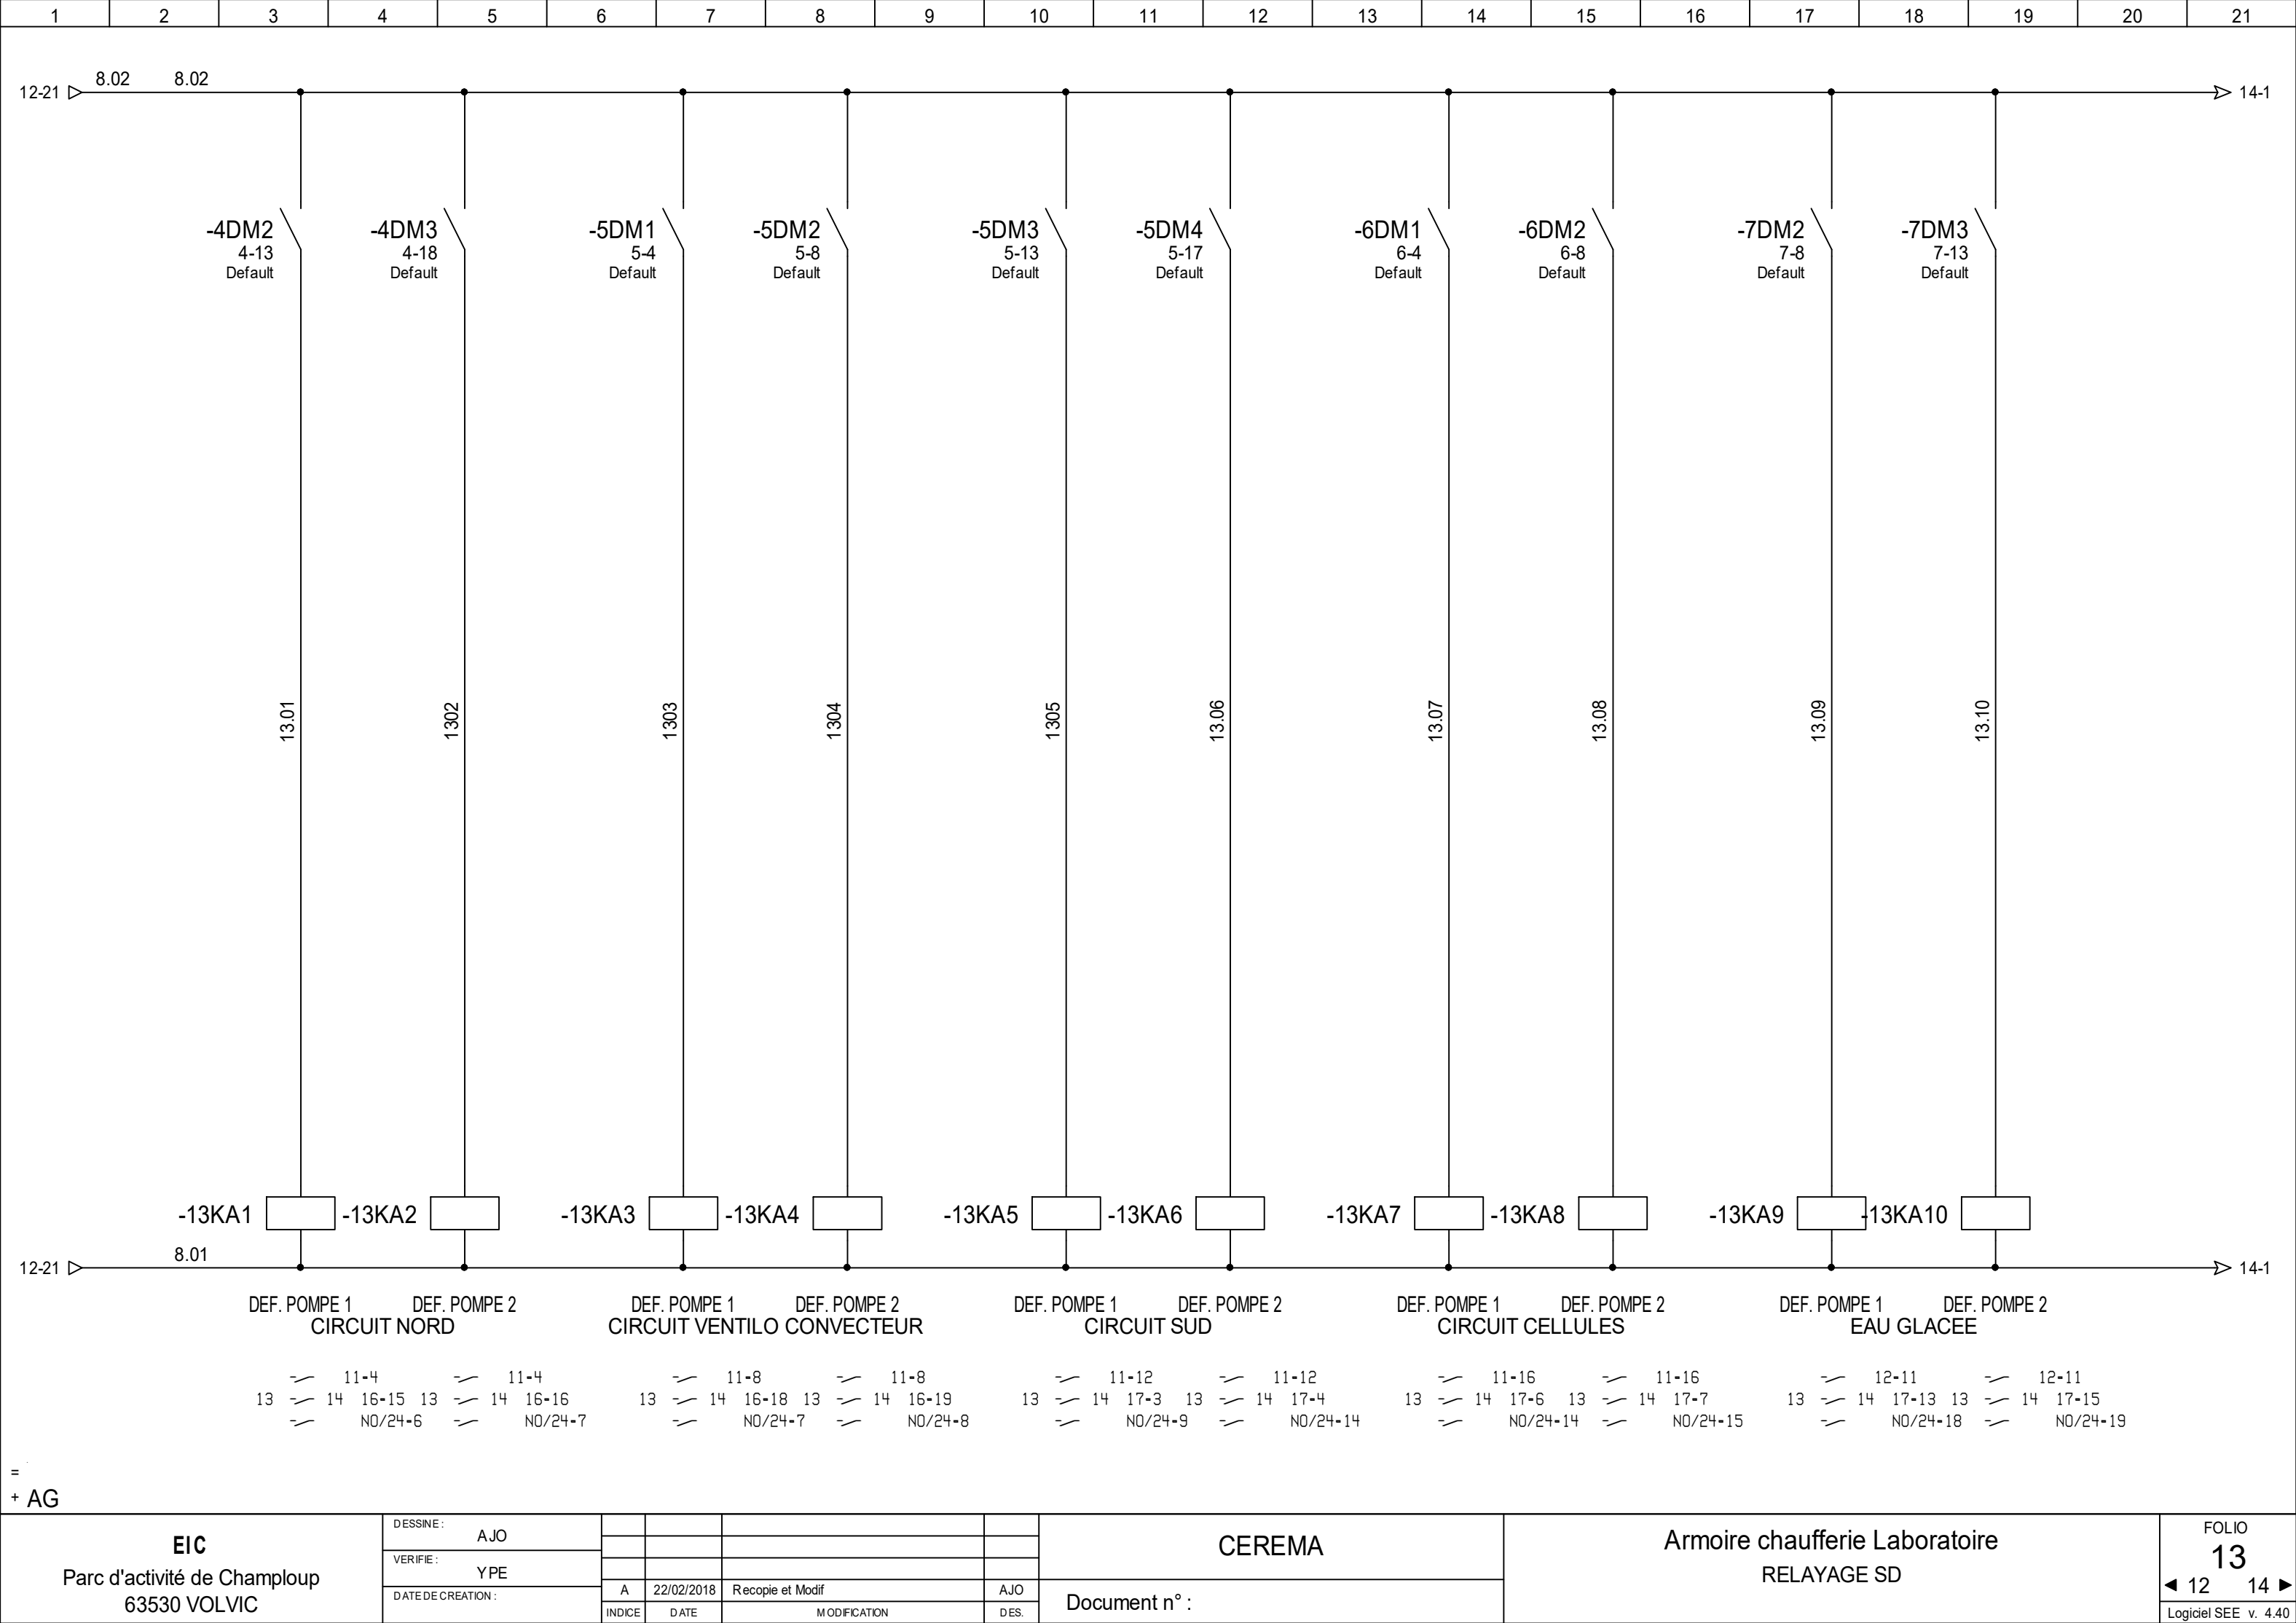 1 2 3 4 5 6 7 8 9 10 11 12 13 14 15 16 17 18 19 20 21
8.02 8.02
12-21 14-1
-4DM2 -4DM3 -5DM1 -5DM2 -5DM3 -5DM4 -6DM1 -6DM2 -7DM2 -7DM3
4-13 4-18 5-4 5-8 5-13 5-17 6-4 6-8 7-8 7-13
Default Default Default Default Default Default Default Default Default Default
13.01 1302 1303 1304 1305 13.06 13.07 13.08 13.09 13.10
-13KA1 -13KA2 -13KA3 -13KA4 -13KA5 -13KA6 -13KA7 -13KA8 -13KA9 -13KA10
8.01
12-21 14-1
DEF. POMPE 1 DEF. POMPE 2 DEF. POMPE 1 DEF. POMPE 2 DEF. POMPE 1 DEF. POMPE 2 DEF. POMPE 1 DEF. POMPE 2 DEF. POMPE 1 DEF. POMPE 2
CIRCUIT NORD CIRCUIT VENTILO CONVECTEUR CIRCUIT SUD CIRCUIT CELLULES EAU GLACEE
11-4 11-4 11-8 11-8 11-12 11-12 11-16 11-16 12-11 12-11
13 14 16-15 13 14 16-16 13 14 16-18 13 14 16-19 13 14 17-3 13 14 17-4 13 14 17-6 13 14 17-7 13 14 17-13 13 14 17-15
NO/24-6 NO/24-7 NO/24-7 NO/24-8 NO/24-9 NO/24-14 NO/24-14 NO/24-15 NO/24-18 NO/24-19
=
+ AG
EIC
Parc d'activité de Champloup
63530 VOLVIC
DESSINE :
AJO
VERIFIE :
YPE
DATE DE CREATION :
A 22/02/2018 Recopie et Modif AJO
INDICE DATE MODIFICATION DES.
CEREMA
Document n° :
Armoire chaufferie Laboratoire
RELAYAGE SD
FOLIO
13
12 14
Logiciel SEE v. 4.40